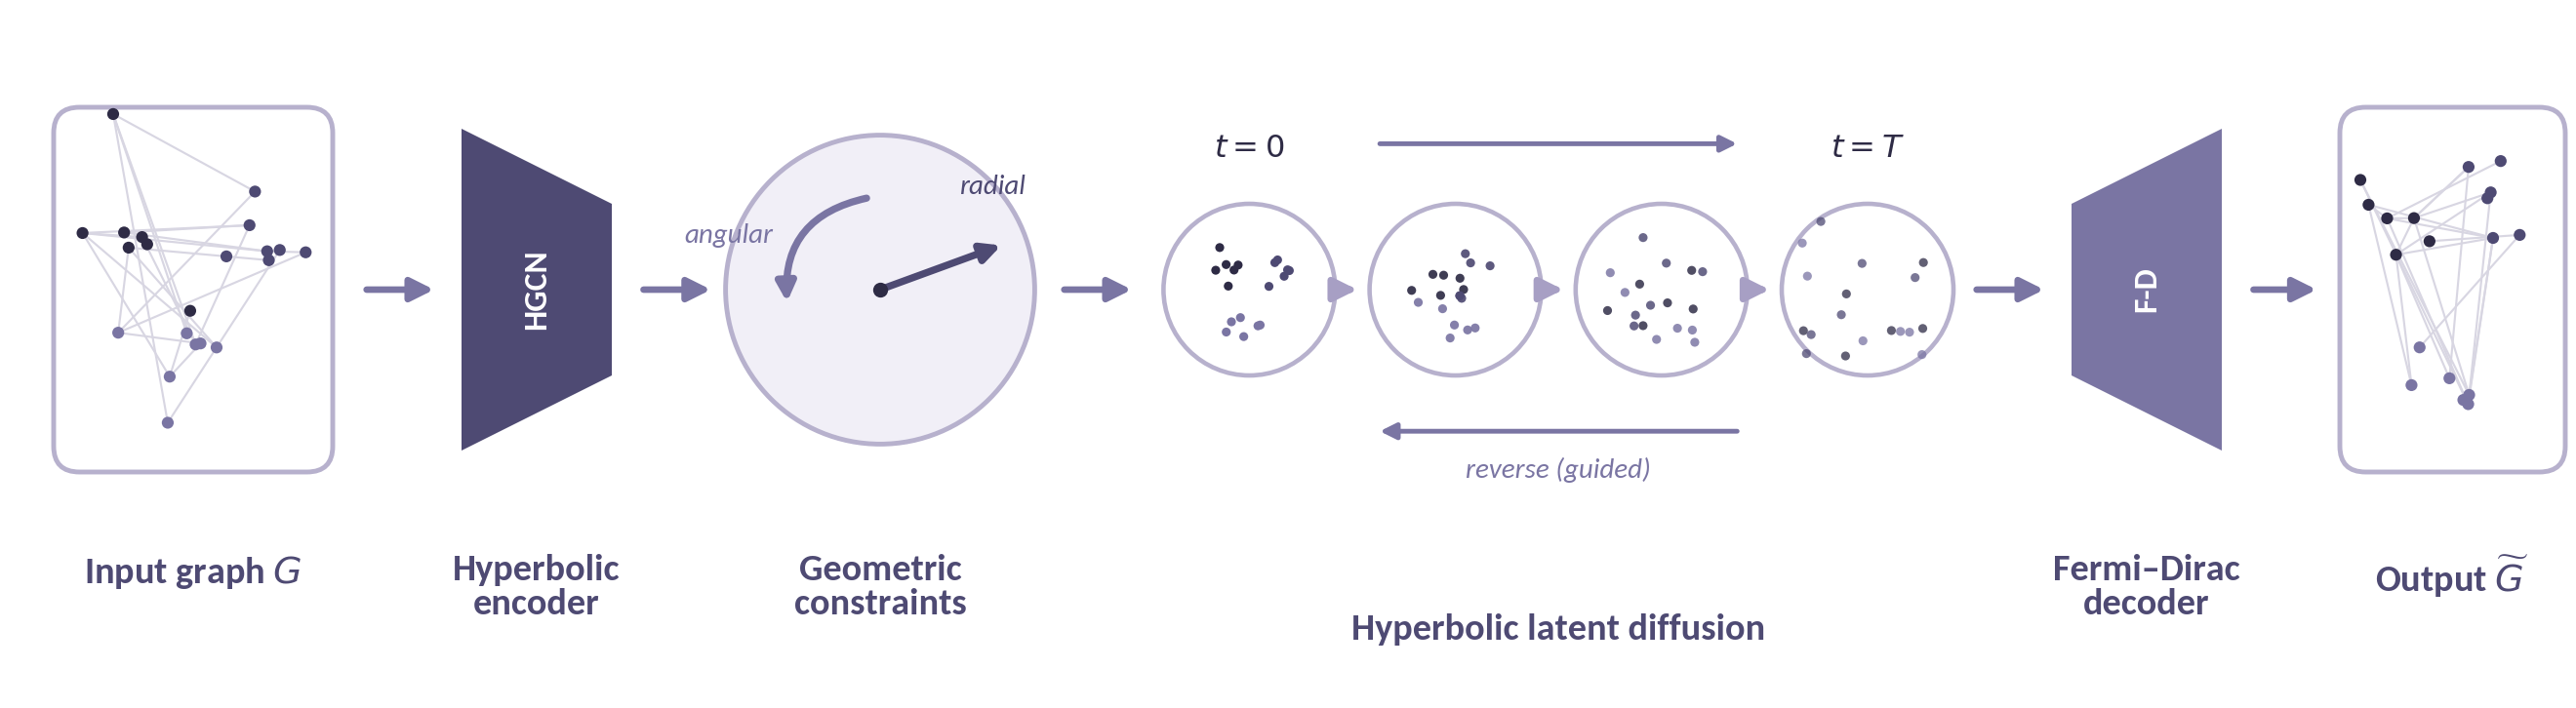 t = 0
t = T
radial
angular
HGCN
F-D
reverse (guided)
Input graph G
Hyperbolic
encoder
Geometric
constraints
Hyperbolic latent diffusion
Fermi–Dirac
decoder
Output G̃